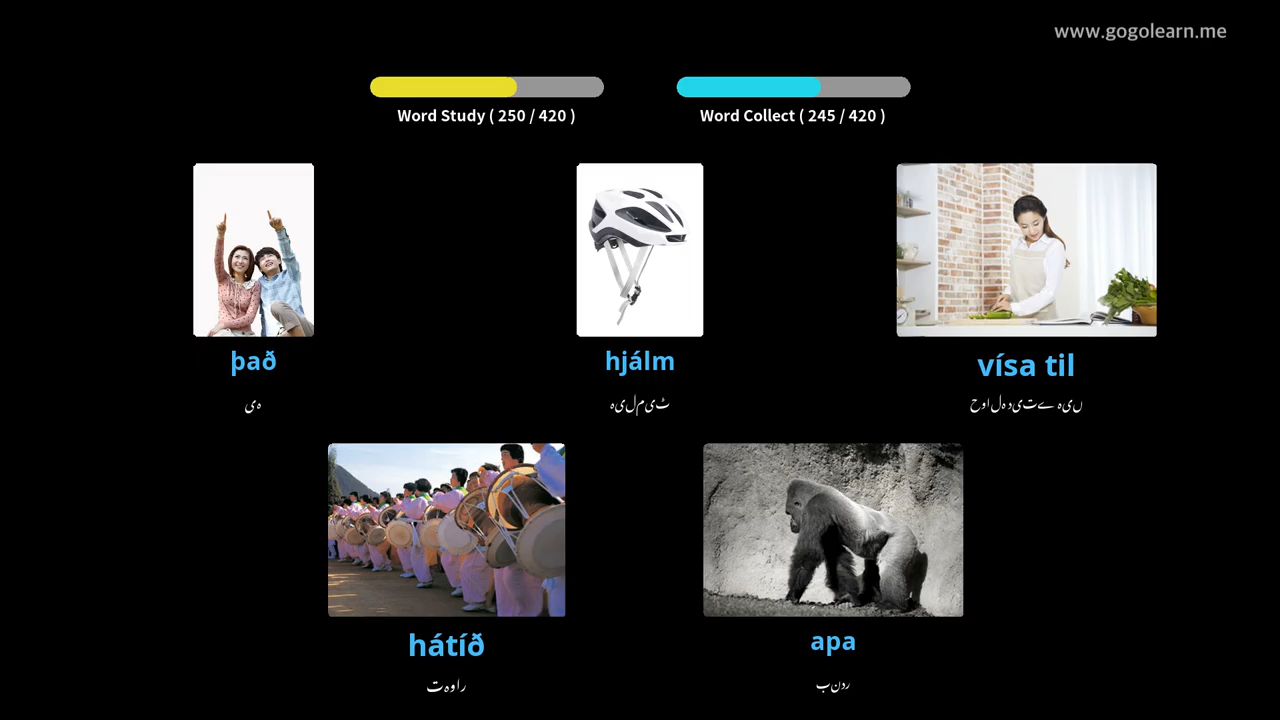 www.gogolearn.me
Word Study ( 250 / 420 )
Word Collect ( 245 / 420 )
það
یہ
hjálm
ہیلمیٹ
vísa til
حوالہ دیتے ہیں
hátíð
تہوار
apa
بندر